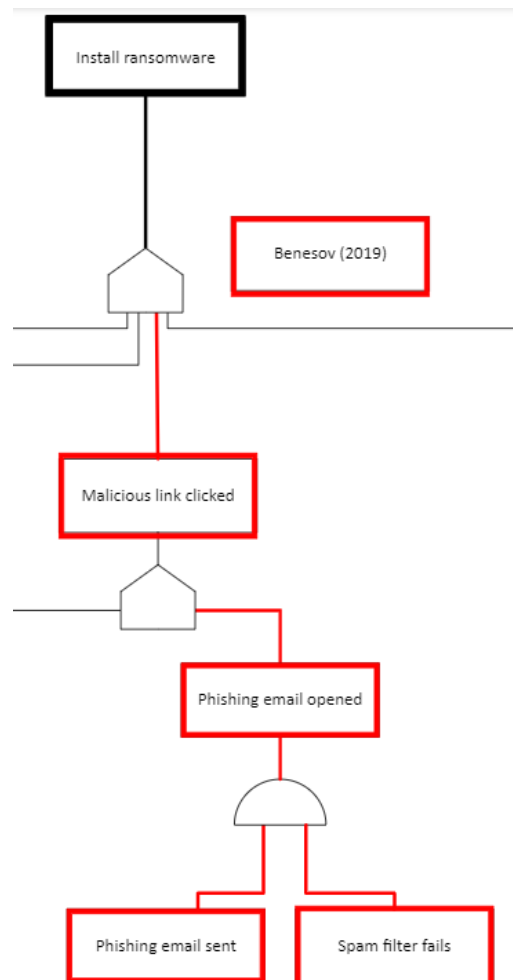 Install ransomware
Benesov (2019)
Malicious link clicked
Phishing email opened
Phishing email sent
Spam filter fails